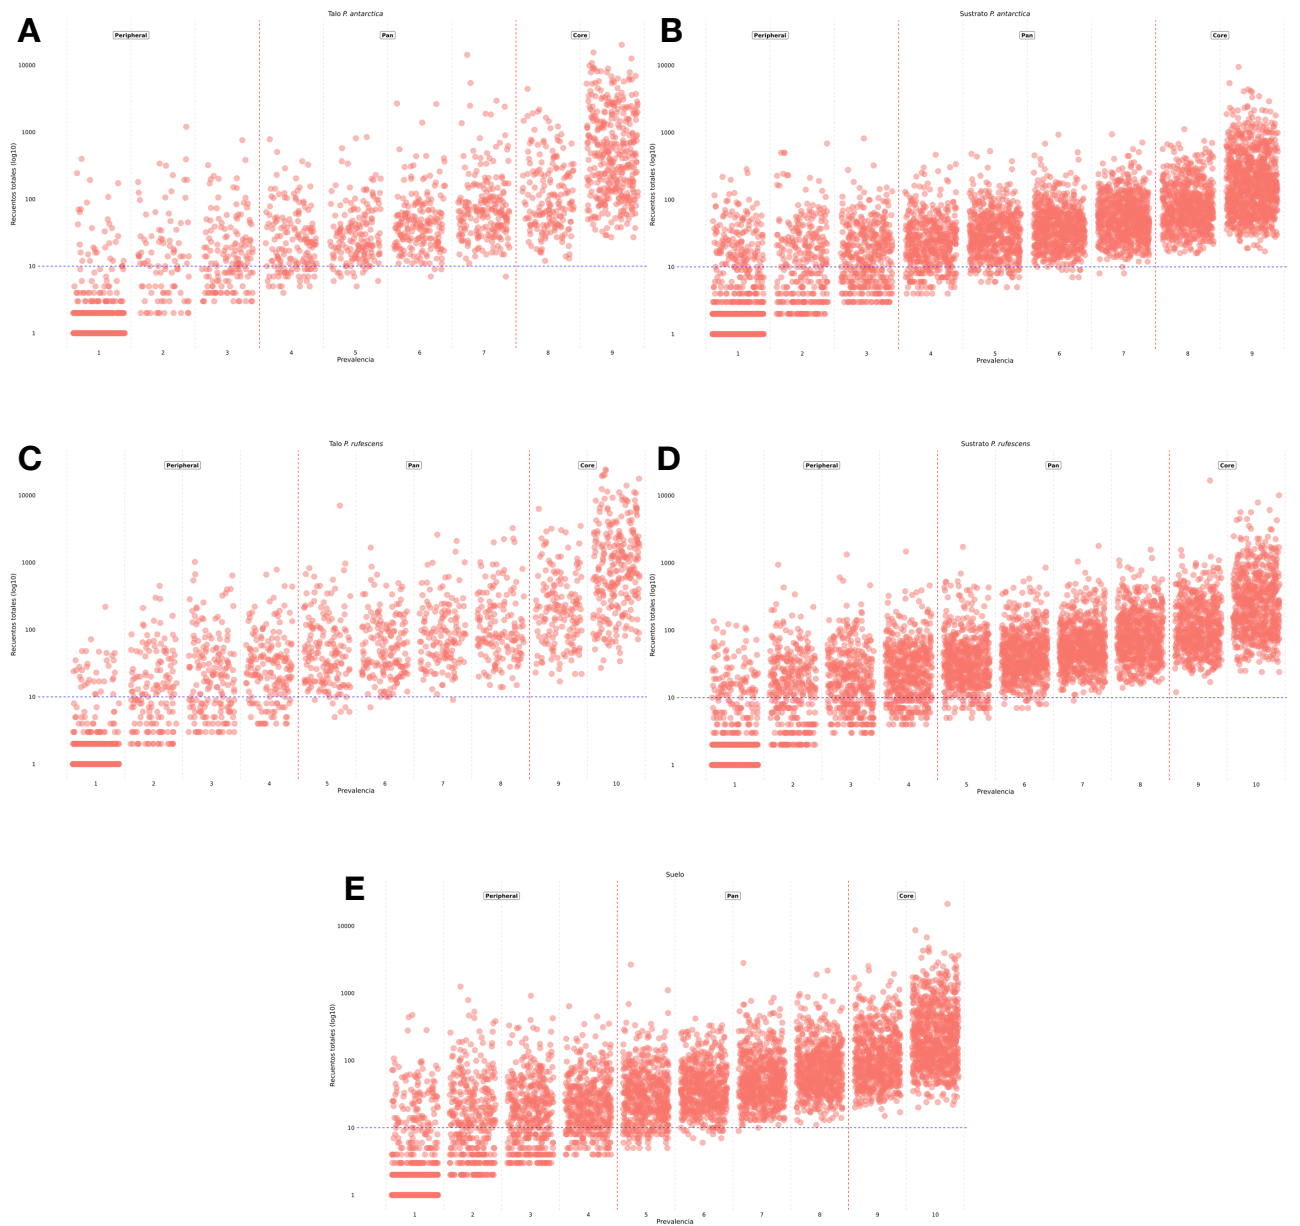 A
Talo P. antarctica
Peripheral
Pan
Core
Recuentos totales (log10)
10000
1000
100
10
1
1 2 3 4 5 6 7 8 9
Prevalencia
B
Sustrato P. antarctica
Peripheral
Pan
Core
Recuentos totales (log10)
10000
1000
100
10
1
1 2 3 4 5 6 7 8 9
Prevalencia
C
Talo P. rufescens
Peripheral
Pan
Core
Recuentos totales (log10)
10000
1000
100
10
1
1 2 3 4 5 6 7 8 9 10
Prevalencia
D
Sustrato P. rufescens
Peripheral
Pan
Core
Recuentos totales (log10)
10000
1000
100
10
1
1 2 3 4 5 6 7 8 9 10
Prevalencia
E
Suelo
Peripheral
Pan
Core
Recuentos totales (log10)
10000
1000
100
10
1
1 2 3 4 5 6 7 8 9 10
Prevalencia